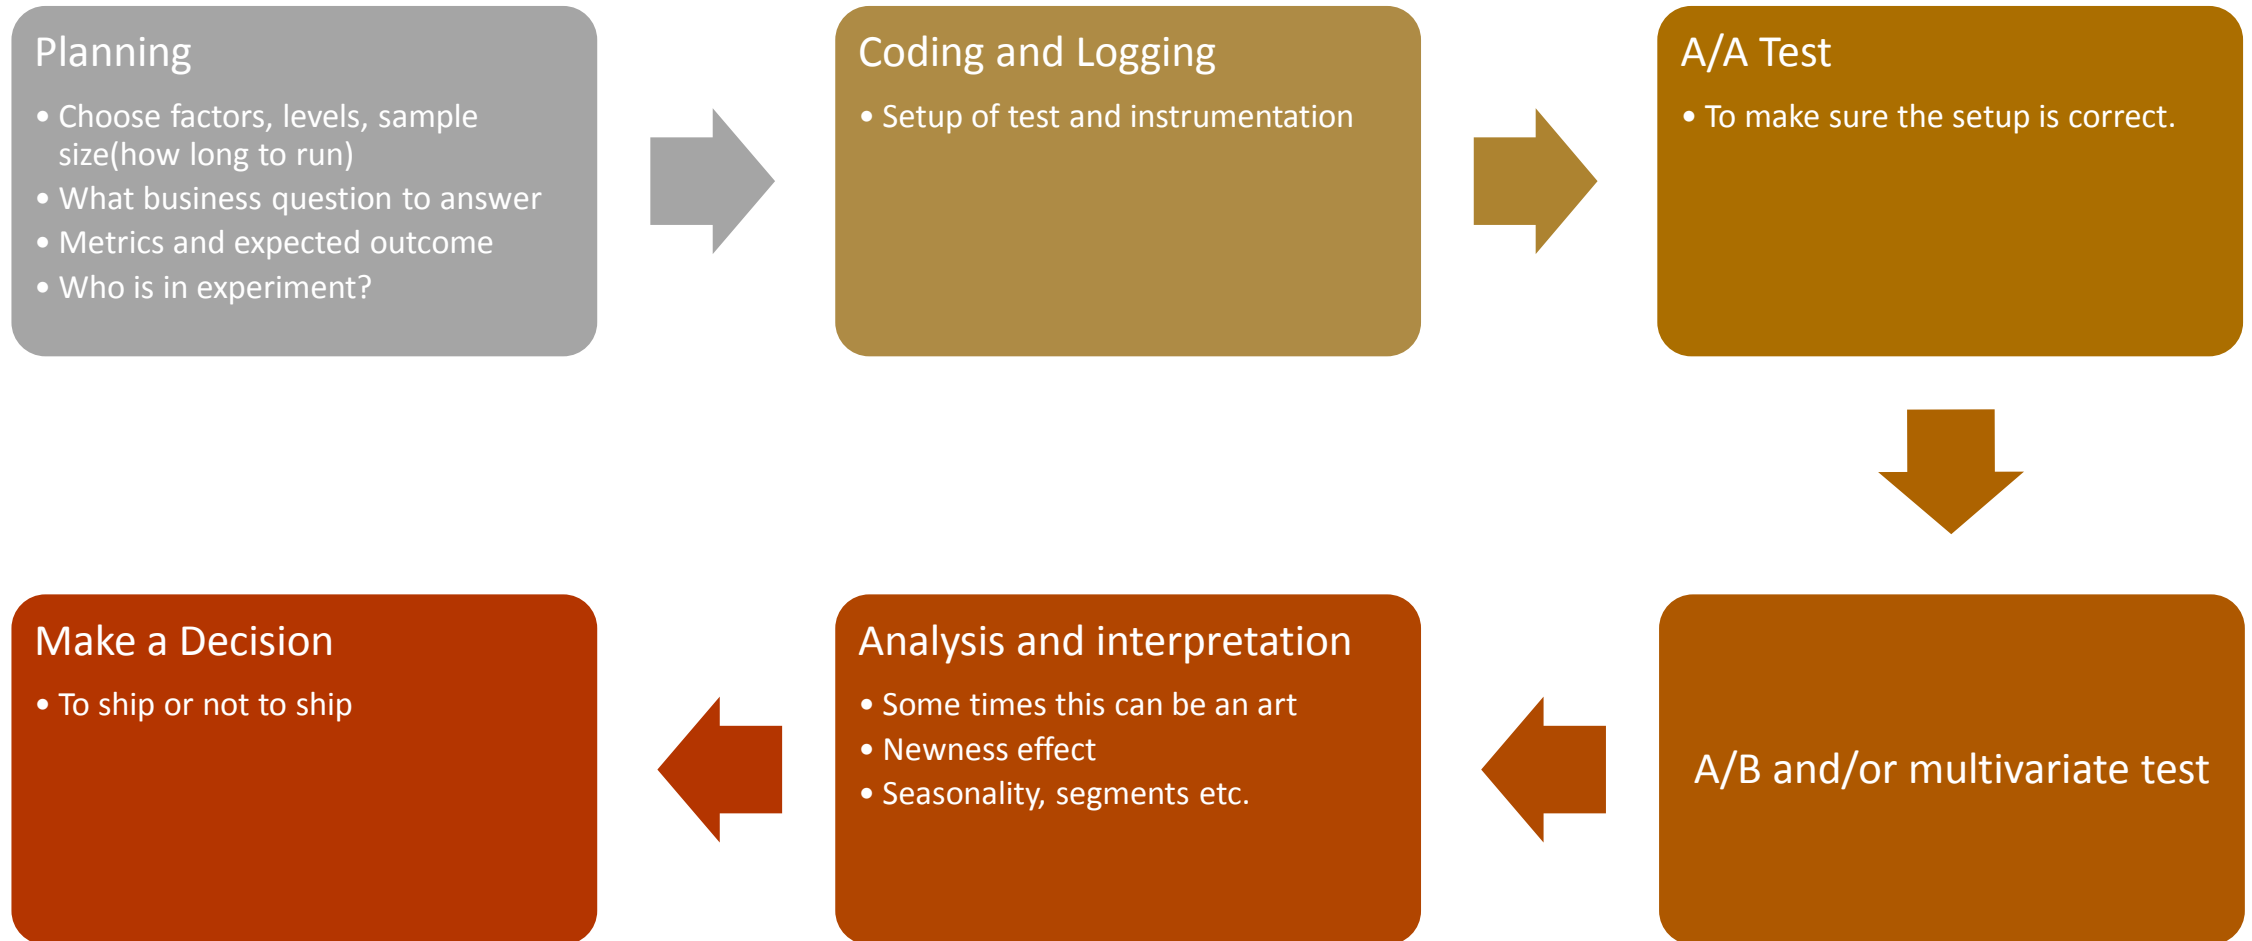 Planning
• Choose factors, levels, sample
size(how long to run)
• What business question to answer
• Metrics and expected outcome
• Who is in experiment?
Coding and Logging
• Setup of test and instrumentation
A/A Test
• To make sure the setup is correct.
A/B and/or multivariate test
Analysis and interpretation
• Some times this can be an art
• Newness effect
• Seasonality, segments etc.
Make a Decision
• To ship or not to ship